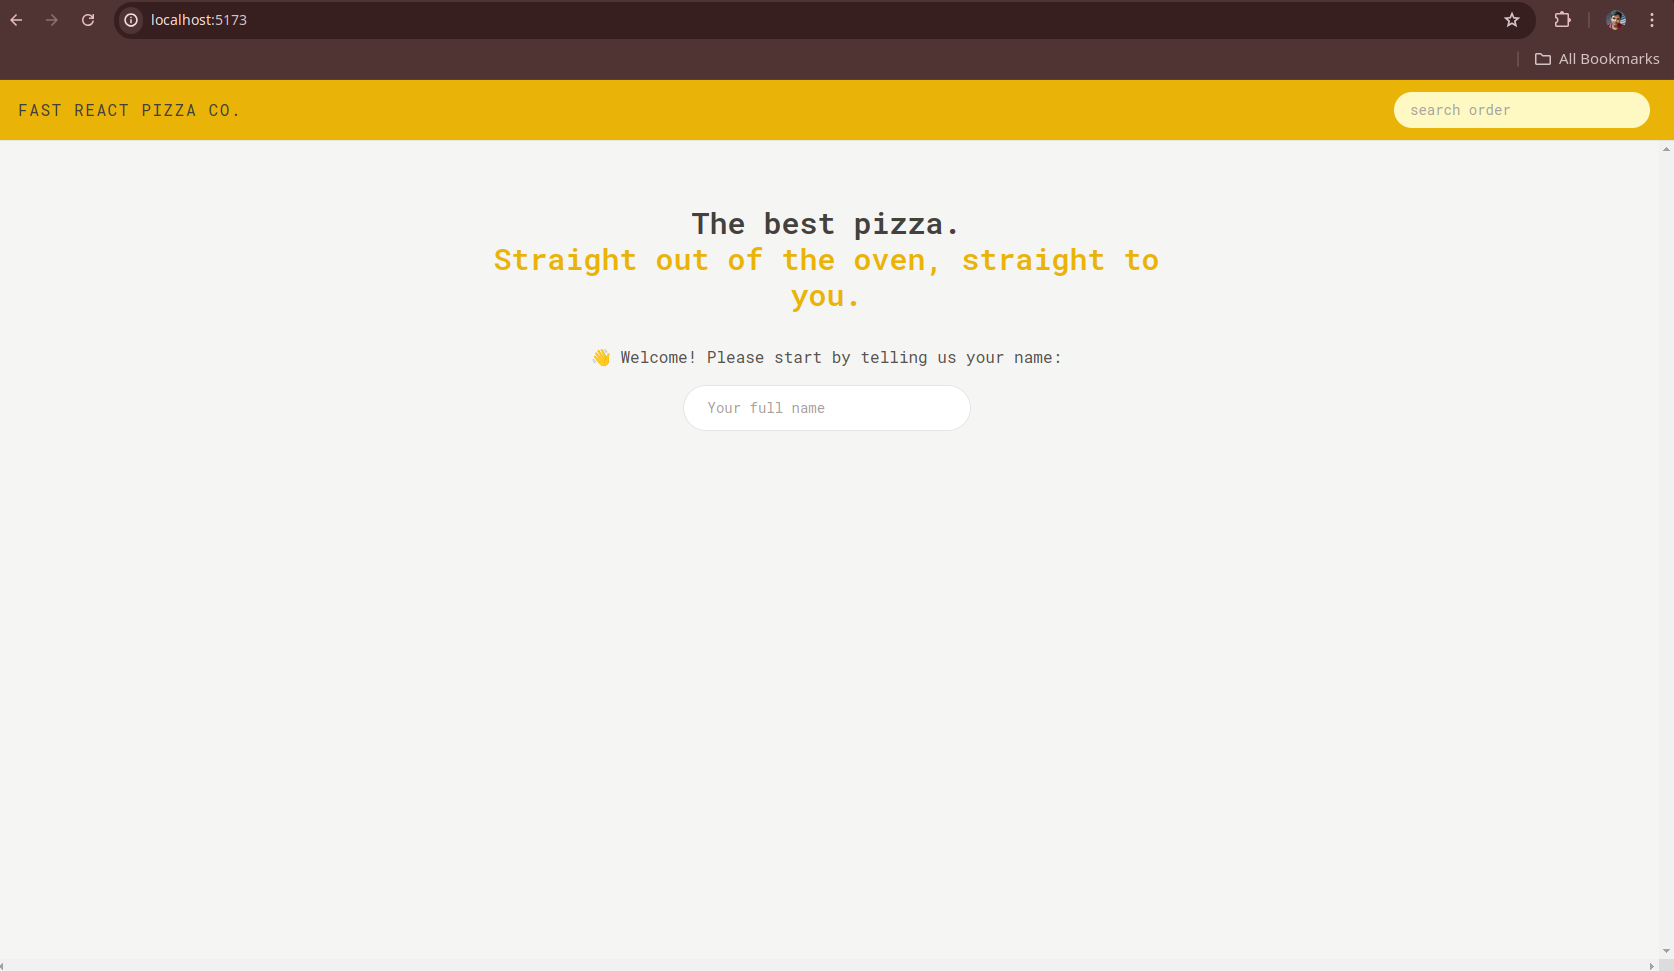 localhost:5173
All Bookmarks
FAST REACT PIZZA CO.
search order
The best pizza.
Straight out of the oven, straight to
you.
👋 Welcome! Please start by telling us your name:
Your full name